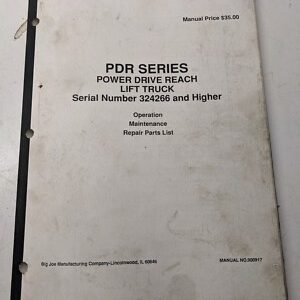 Manual Price $35.00
PDR SERIES
POWER DRIVE REACH
LIFT TRUCK
Serial Number 324266 and Higher
Operation
Maintenance
Repair Parts List
Big Joe Manufacturing Company-Lincolnwood, IL 60646
MANUAL NO.900917